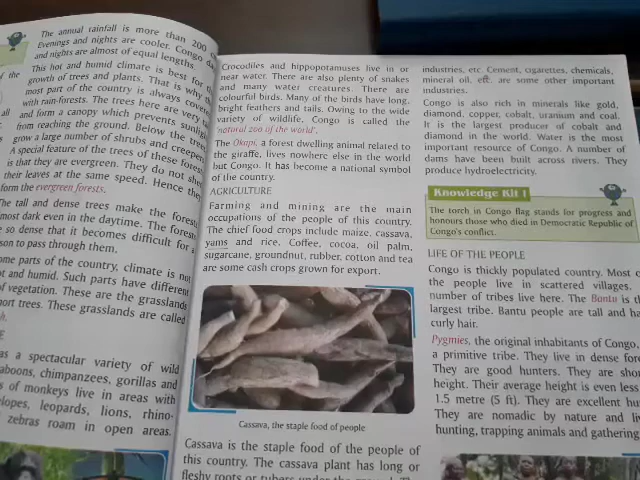 The annual rainfall is more than 200
Evenings and nights are cooler. Congo
and nights are almost of equal lengths.
This hot and humid climate is best for
growth of trees and plants. That is why
most part of the country is always
with rain-forests. The trees here are very
and form a canopy which prevents
from reaching the ground. Below the
grow a large number of shrubs and creepers
A special feature of the trees of these
is that they are evergreen. They do not
their leaves at the same speed. Hence they
form the evergreen forests.
The tall and dense trees make the forests
most dark even in the daytime. The forests
so dense that it becomes difficult for a
son to pass through them.
ome parts of the country, climate is not
ot and humid. Such parts have different
of vegetation. These are the grasslands
ort trees. These grasslands are called
as a spectacular variety of wild
aboons, chimpanzees, gorillas and
s of monkeys live in areas with
elopes, leopards, lions, rhino-
zebras roam in open areas.
Crocodiles and hippopotamuses live in or
near water. There are also plenty of snakes
and many water creatures. There are
colourful birds. Many of the birds have long,
bright feathers and tails. Owing to the wide
variety of wildlife, Congo is called the
'natural zoo of the world'.
The Okapi, a forest dwelling animal related to
the giraffe, lives nowhere else in the world
but Congo. It has become a national symbol
of the country.
AGRICULTURE
Farming and mining are the main
occupations of the people of this country.
The chief food crops include maize, cassava,
yams and rice. Coffee, cocoa, oil palm,
sugarcane, groundnut, rubber, cotton and tea
are some cash crops grown for export.
Cassava, the staple food of people
Cassava is the staple food of the people of
this country. The cassava plant has long or
fleshy roots or tubers under the
industries, etc. Cement, cigarettes, chemicals,
mineral oil, etc. are some other important
industries.
Congo is also rich in minerals like gold,
diamond, copper, cobalt, uranium and coal.
It is the largest producer of cobalt and
diamond in the world. Water is the most
important resource of Congo. A number of
dams have been built across rivers. They
produce hydroelectricity.
Knowledge Kit !
The torch in Congo flag stands for progress and
honours those who died in Democratic Republic of
Congo's conflict.
LIFE OF THE PEOPLE
Congo is thickly populated country. Most
the people live in scattered villages.
number of tribes live here. The Bantu is
largest tribe. Bantu people are tall and
curly hair.
Pygmies, the original inhabitants of Congo,
a primitive tribe. They live in dense
They are good hunters. They are
height. Their average height is even less
1.5 metre (5 ft). They are excellent
They are nomadic by nature and
hunting, trapping animals and gathering